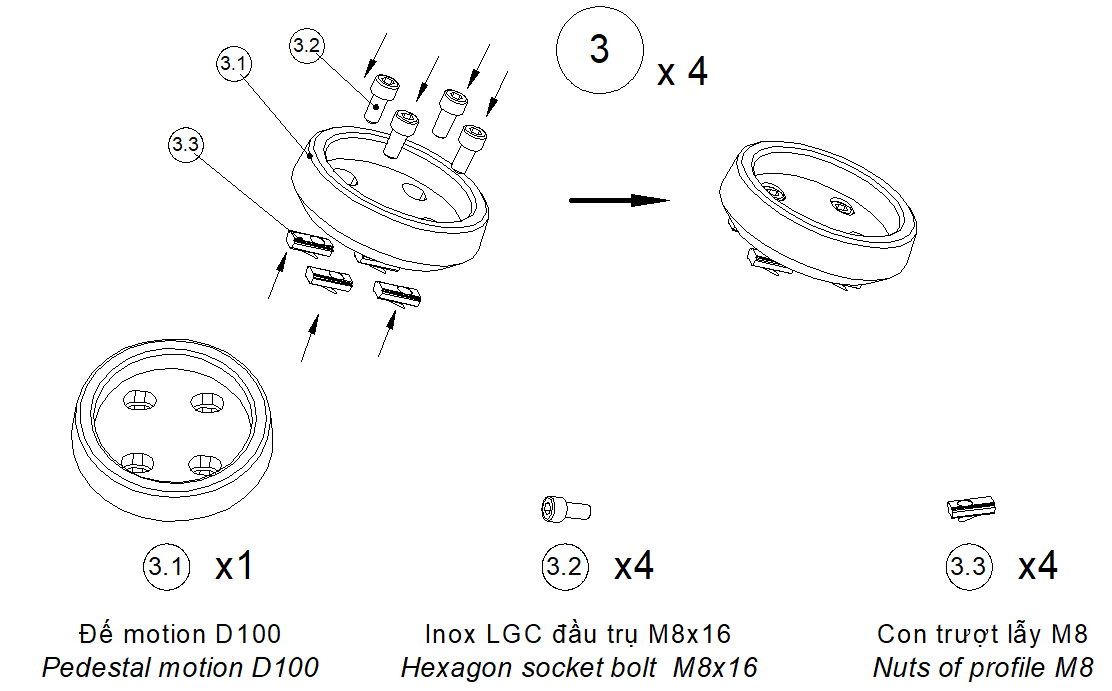 3.2
3.1
3
x 4
3.3
3.1 x1
3.2 x4
3.3 x4
Đế motion D100
Pedestal motion D100
Inox LGC đầu trụ M8x16
Hexagon socket bolt M8x16
Con trượt lẫy M8
Nuts of profile M8